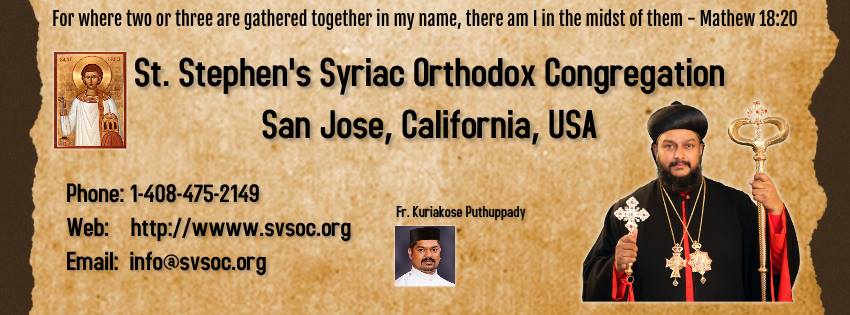 For where two or three are gathered together in my name, there am I in the midst of them - Mathew 18:20
St. Stephen's Syriac Orthodox Congregation
San Jose, California, USA
Phone: 1-408-475-2149
Web: http://wwww.svsoc.org
Email: info@svsoc.org
Fr. Kuriakose Puthuppady